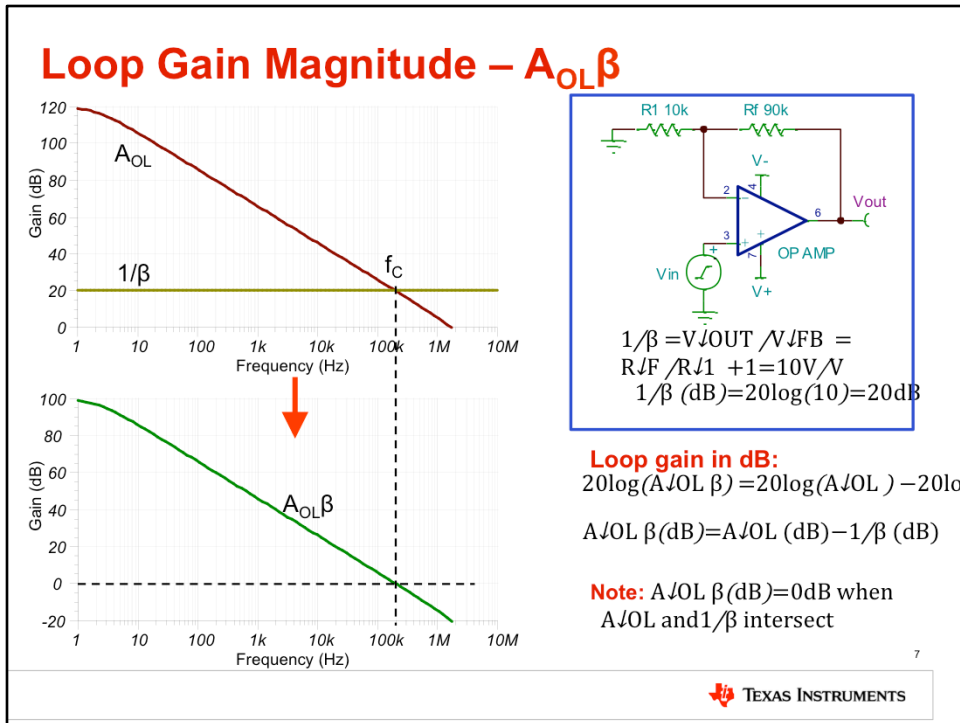 Loop Gain Magnitude – AOLβ
120
100
80
60
40
20
0
Gain (dB)
AOL
1/β
fC
1 10 100 1k 10k 100k 1M 10M
Frequency (Hz)
100
80
60
40
20
0
-20
Gain (dB)
AOLβ
1 10 100 1k 10k 100k 1M 10M
Frequency (Hz)
R1 10k
Rf 90k
V-
4
2
−
6
Vout
3
+
+
7
OP AMP
+
Vin
V+
1/β =V↓OUT /V↓FB =
R↓F /R↓1 +1=10V/V
1/β (dB)=20log(10)=20dB
Loop gain in dB:
20log(A↓OL β)=20log(A↓OL ) −20lo
A↓OL β(dB)=A↓OL (dB)−1/β (dB)
Note: A↓OL β(dB)=0dB when
A↓OL and1/β intersect
7
TEXAS INSTRUMENTS